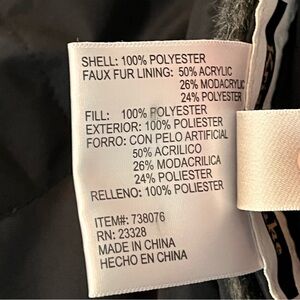 SHELL: 100% POLYESTER
FAUX FUR LINING: 50% ACRYLIC
26% MODACRYLIC
24% POLYESTER
FILL: 100% POLYESTER
EXTERIOR: 100% POLIESTER
FORRO: CON PELO ARTIFICIAL
50% ACRILICO
26% MODACRILICA
24% POLIESTER
RELLENO: 100% POLIESTER
ITEM#: 738076
RN: 23328
MADE IN CHINA
HECHO EN CHINA